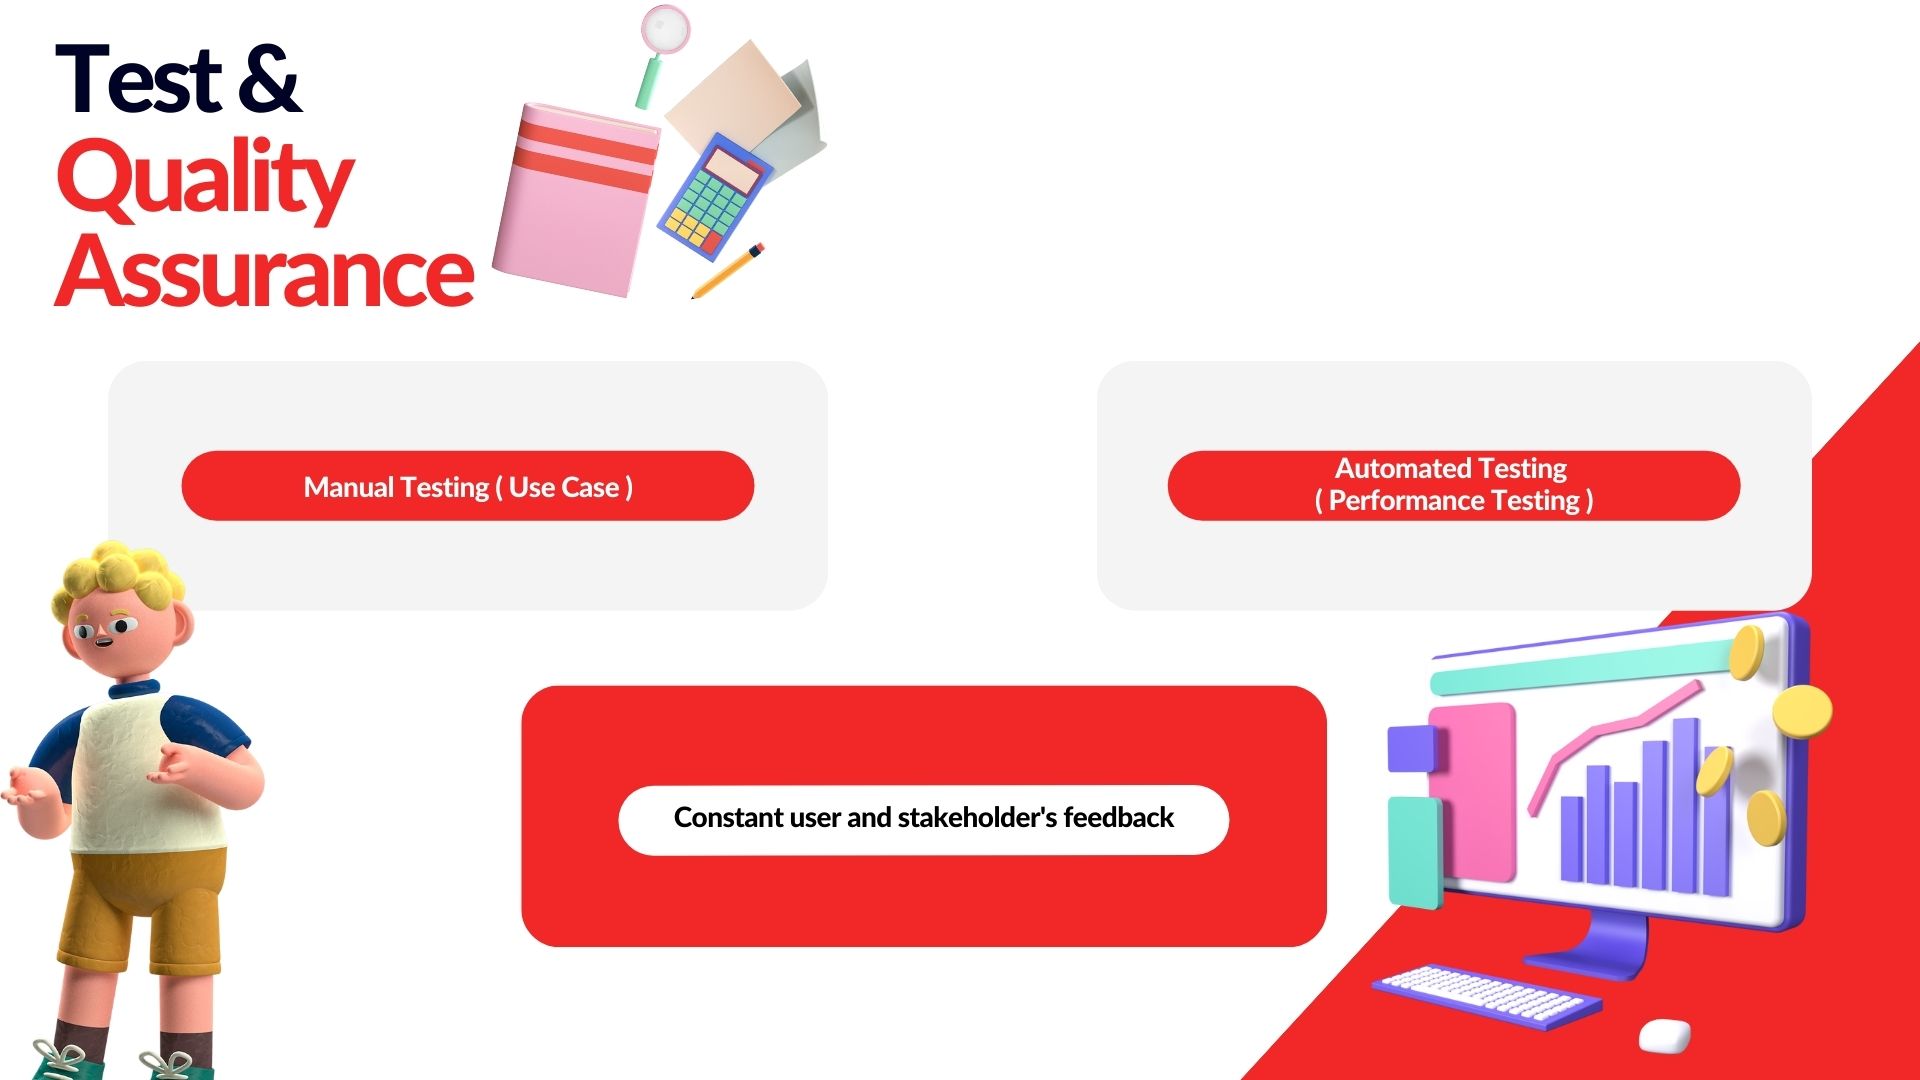 Test &
Quality
Assurance
Manual Testing ( Use Case )
Automated Testing
( Performance Testing )
Constant user and stakeholder's feedback